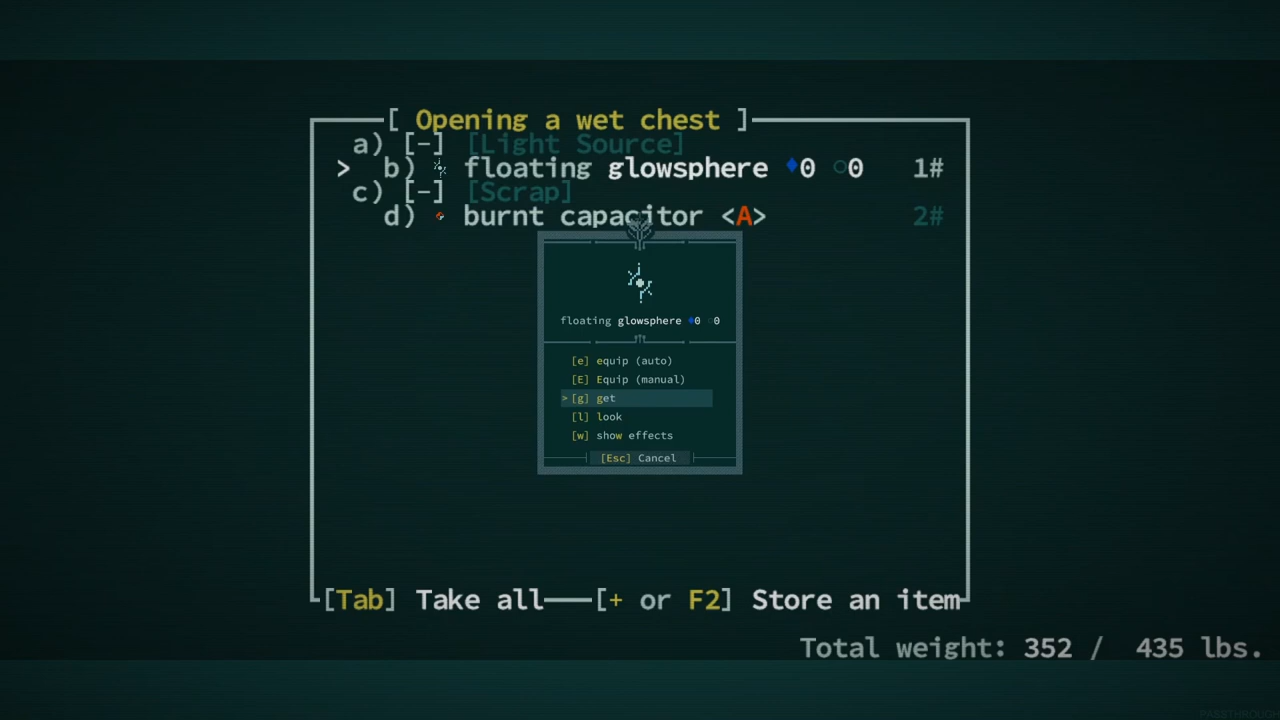 [ Opening a wet chest ]
a) [-] [Light Source]
> b) floating glowsphere ♦0 ○0 1#
c) [-] [Scrap]
d) burnt capacitor <A> 2#
floating glowsphere ♦0 ○0
[e] equip (auto)
[E] Equip (manual)
> [g] get
[l] look
[w] show effects
[Esc] Cancel
[Tab] Take all [+ or F2] Store an item
Total weight: 352 / 435 lbs.